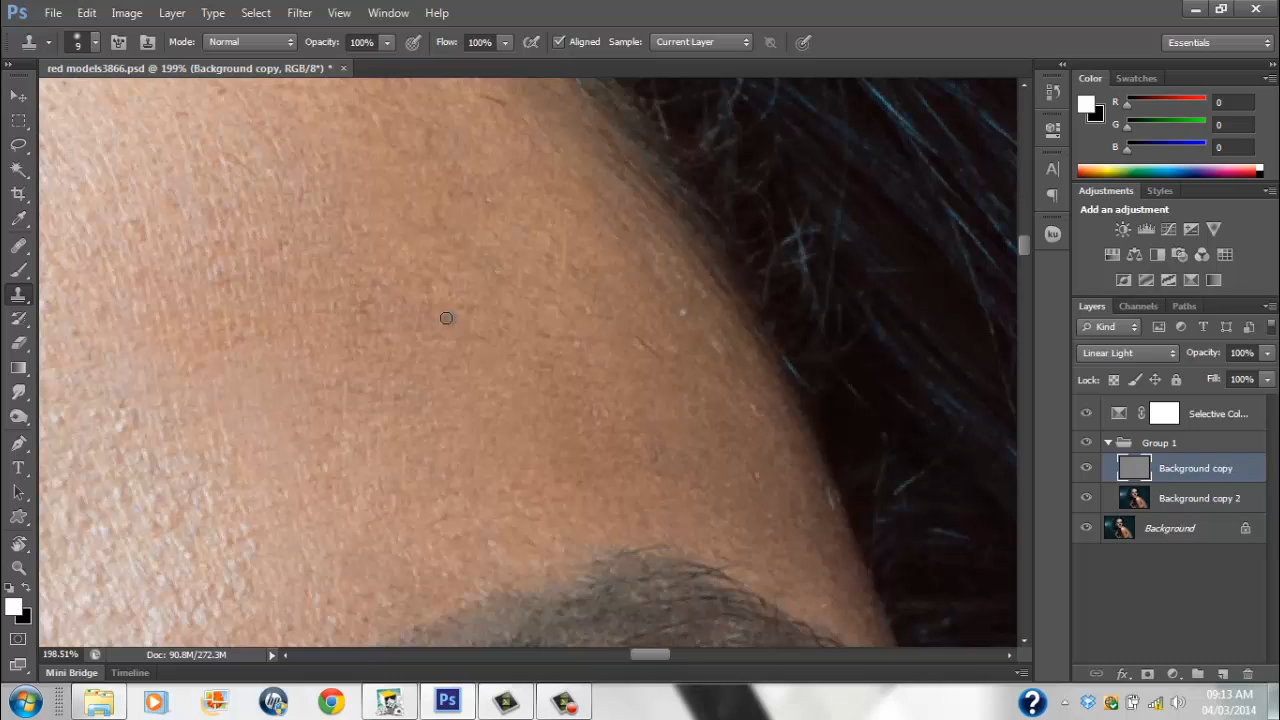 Ps File Edit Image Layer Type Select Filter View Window Help
9 Mode: Normal Opacity: 100% Flow: 100% Aligned Sample: Current Layer Essentials
red models3866.psd @ 199% (Background copy, RGB/8*) * ×
Color Swatches
R 0
G 0
B 0
Adjustments Styles
Add an adjustment
ku
Layers Channels Paths
Kind
Linear Light Opacity: 100%
Lock: Fill: 100%
Selective Col...
Group 1
Background copy
Background copy 2
Background
198.51% Doc: 90.8M/272.3M
Mini Bridge Timeline
09:13 AM
04/03/2014